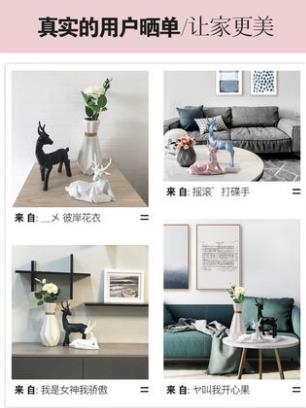 真实的用户晒单/让家更美
来自:__メ 彼岸花衣
来自:摇滚゛打碟手
来自:我是女神我骄傲
来自:ヤ叫我开心果